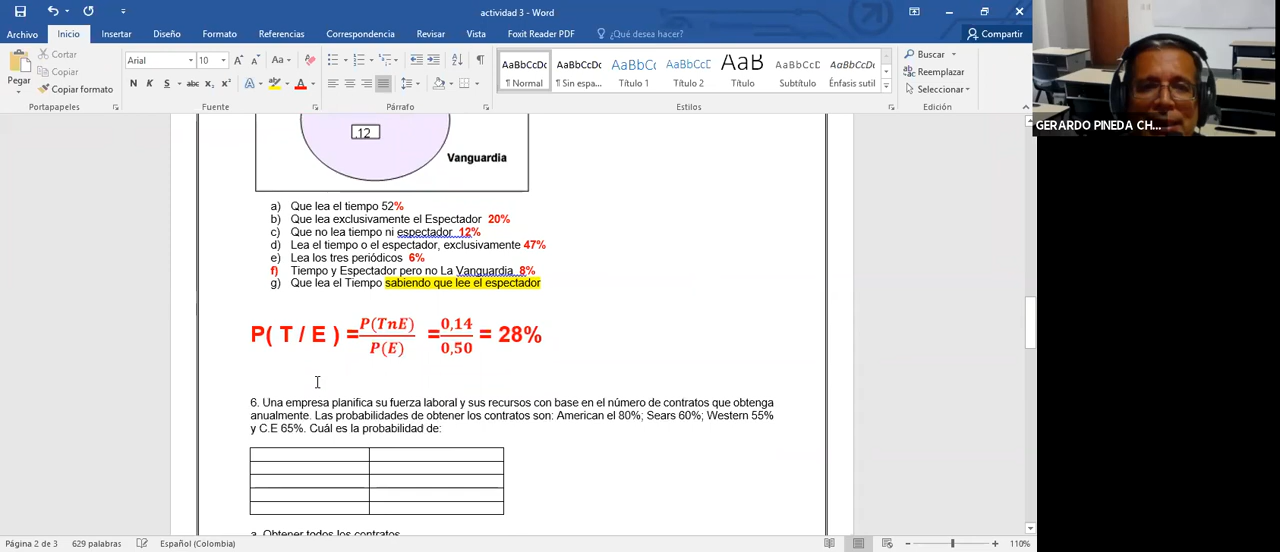 actividad 3 - Word
Archivo Inicio Insertar Diseño Formato Referencias Correspondencia Revisar Vista Foxit Reader PDF ¿Qué desea hacer? Compartir
Pegar
Cortar
Copiar
Copiar formato
Arial 10
N K S abc x₂ x²
AaBbCcDc AaBbCcDc AaBbCc AaBbCcD AaB AaBbCcD AaBbCcDc
¶ Normal ¶ Sin espa... Título 1 Título 2 Título Subtítulo Énfasis sutil
Buscar
Reemplazar
Seleccionar
Portapapeles Fuente Párrafo Estilos Edición
GERARDO PINEDA CH...
.12
Vanguardia
a) Que lea el tiempo 52%
b) Que lea exclusivamente el Espectador 20%
c) Que no lea tiempo ni espectador 12%
d) Lea el tiempo o el espectador, exclusivamente 47%
e) Lea los tres periódicos 6%
f) Tiempo y Espectador pero no La Vanguardia 8%
g) Que lea el Tiempo sabiendo que lee el espectador
P( T / E ) = P(TnE) / P(E) = 0,14 / 0,50 = 28%
6. Una empresa planifica su fuerza laboral y sus recursos con base en el número de contratos que obtenga
anualmente. Las probabilidades de obtener los contratos son: American el 80%; Sears 60%; Western 55%
y C.E 65%. Cuál es la probabilidad de:
a. Obtener todos los contratos
Página 2 de 3 629 palabras Español (Colombia) 110%